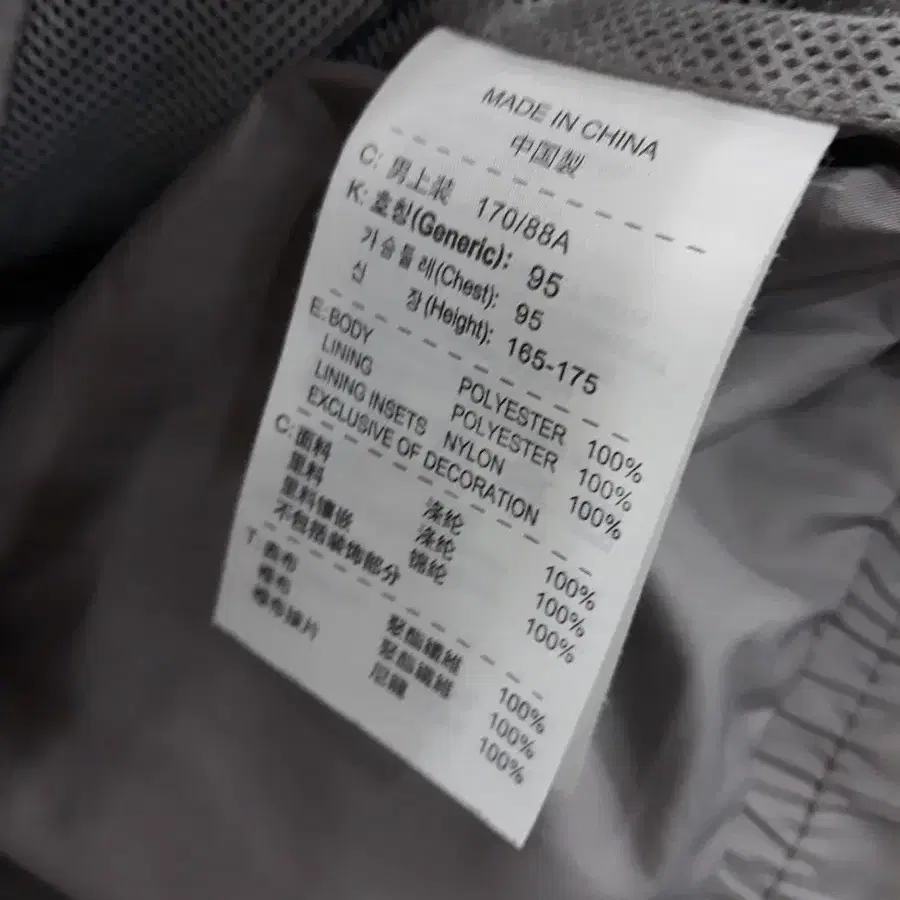 MADE IN CHINA
中国製
C: 男上装 170/88A
K: 호칭(Generic): 95
가슴둘레(Chest): 95
신 장(Height): 165-175
E: BODY POLYESTER 100%
LINING POLYESTER 100%
LINING INSETS NYLON 100%
EXCLUSIVE OF DECORATION
C: 面料 涤纶 100%
里料 涤纶 100%
里料镶嵌 锦纶 100%
不包括装饰部分
T: 表布 聚酯纖維 100%
裡布 聚酯纖維 100%
裡布接片 尼龍 100%